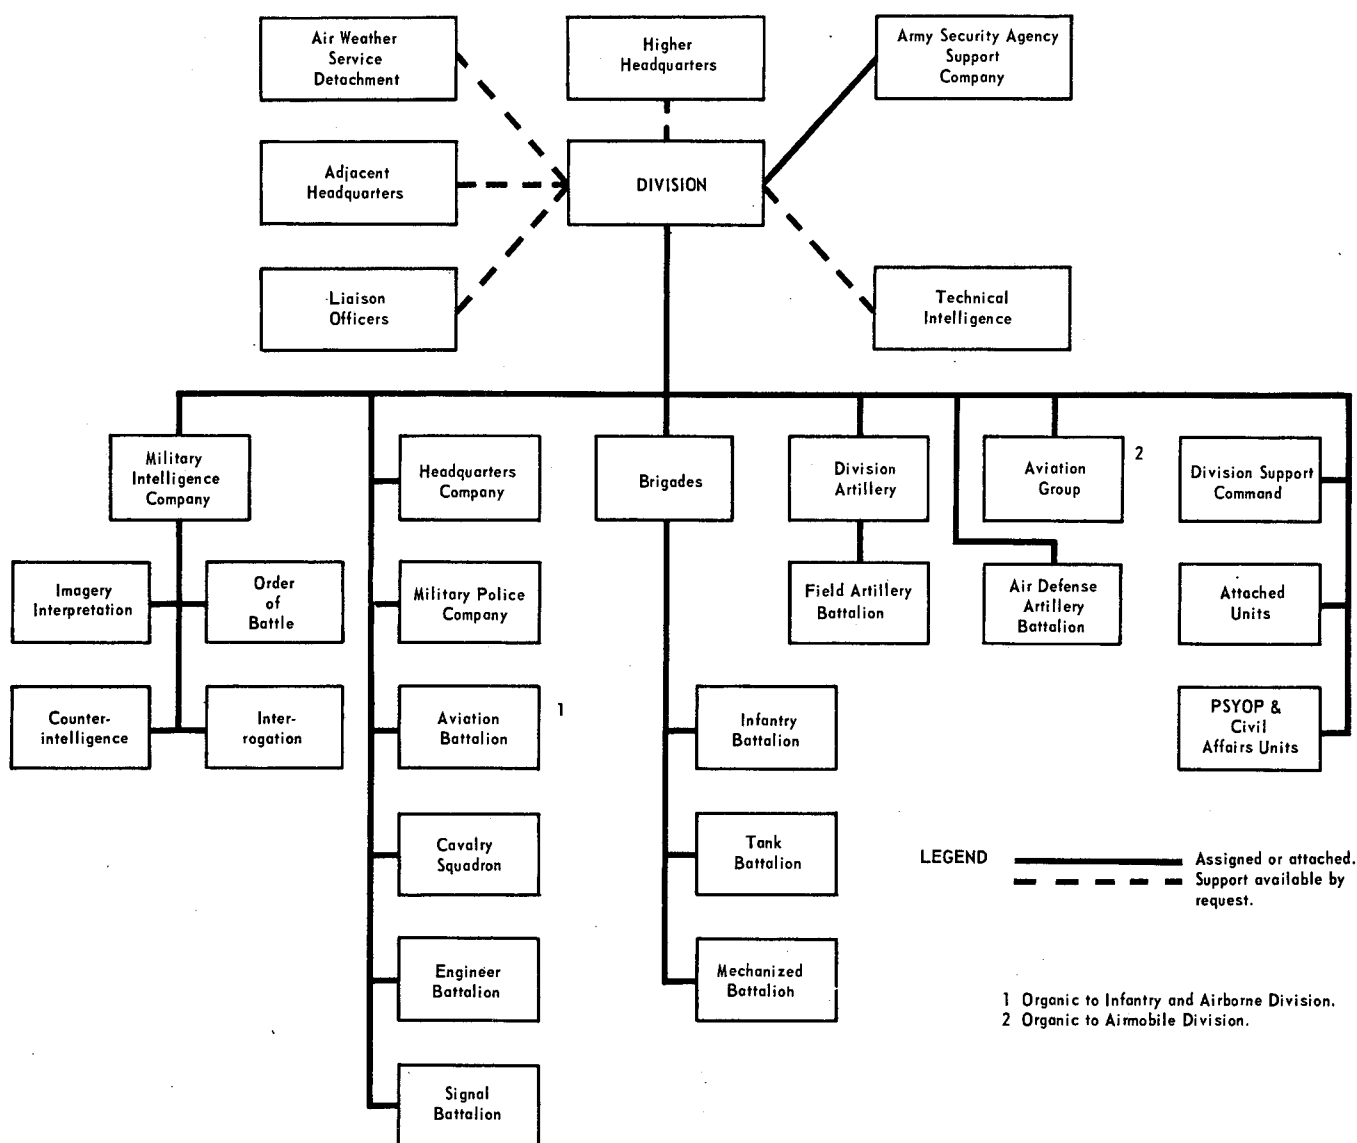 Air Weather
Service
Detachment
Higher
Headquarters
Army Security Agency
Support
Company
Adjacent
Headquarters
DIVISION
Liaison
Officers
Technical
Intelligence
Military
Intelligence
Company
Headquarters
Company
Brigades
Division
Artillery
Aviation
Group
2
Division Support
Command
Imagery
Interpretation
Order
of
Battle
Military Police
Company
Field Artillery
Battalion
Air Defense
Artillery
Battalion
Attached
Units
Counter-
intelligence
Inter-
rogation
Aviation
Battalion
1
Infantry
Battalion
PSYOP &
Civil
Affairs Units
Cavalry
Squadron
Tank
Battalion
LEGEND
Assigned or attached.
Support available by
request.
Engineer
Battalion
Mechanized
Battalion
1 Organic to Infantry and Airborne Division.
2 Organic to Airmobile Division.
Signal
Battalion